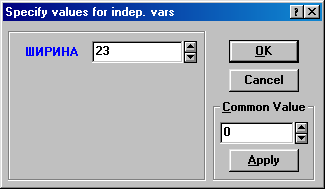 Specify values for indep. vars
ШИРИНА 23
OK
Cancel
Common Value
0
Apply